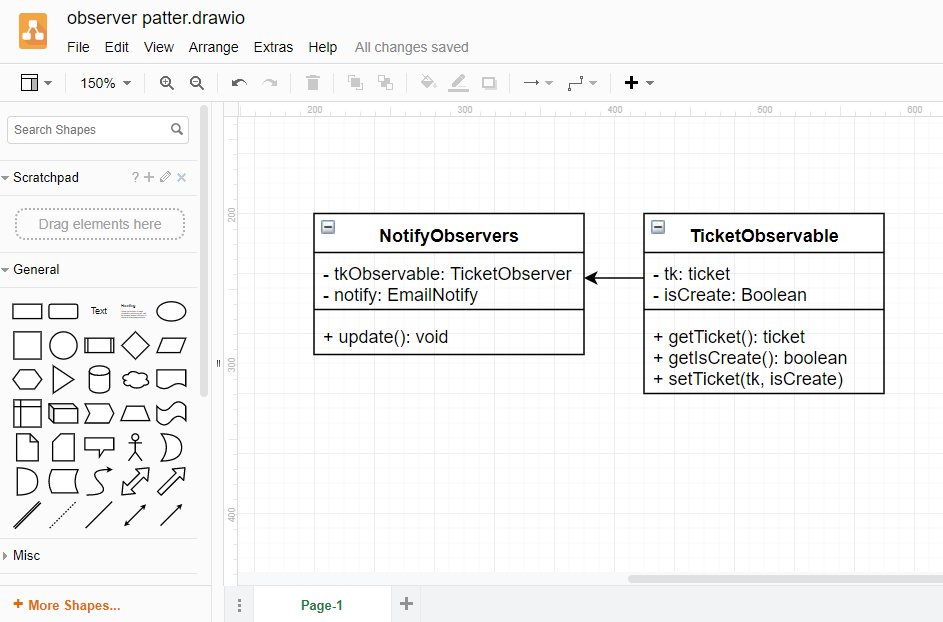 observer patter.drawio
File Edit View Arrange Extras Help All changes saved
150%
200 300 400 500 600
Search Shapes
Scratchpad
?
Drag elements here
General
Text
Heading
Misc
+ More Shapes...
200
300
400
NotifyObservers
- tkObservable: TicketObserver
- notify: EmailNotify
+ update(): void
TicketObservable
- tk: ticket
- isCreate: Boolean
+ getTicket(): ticket
+ getIsCreate(): boolean
+ setTicket(tk, isCreate)
Page-1